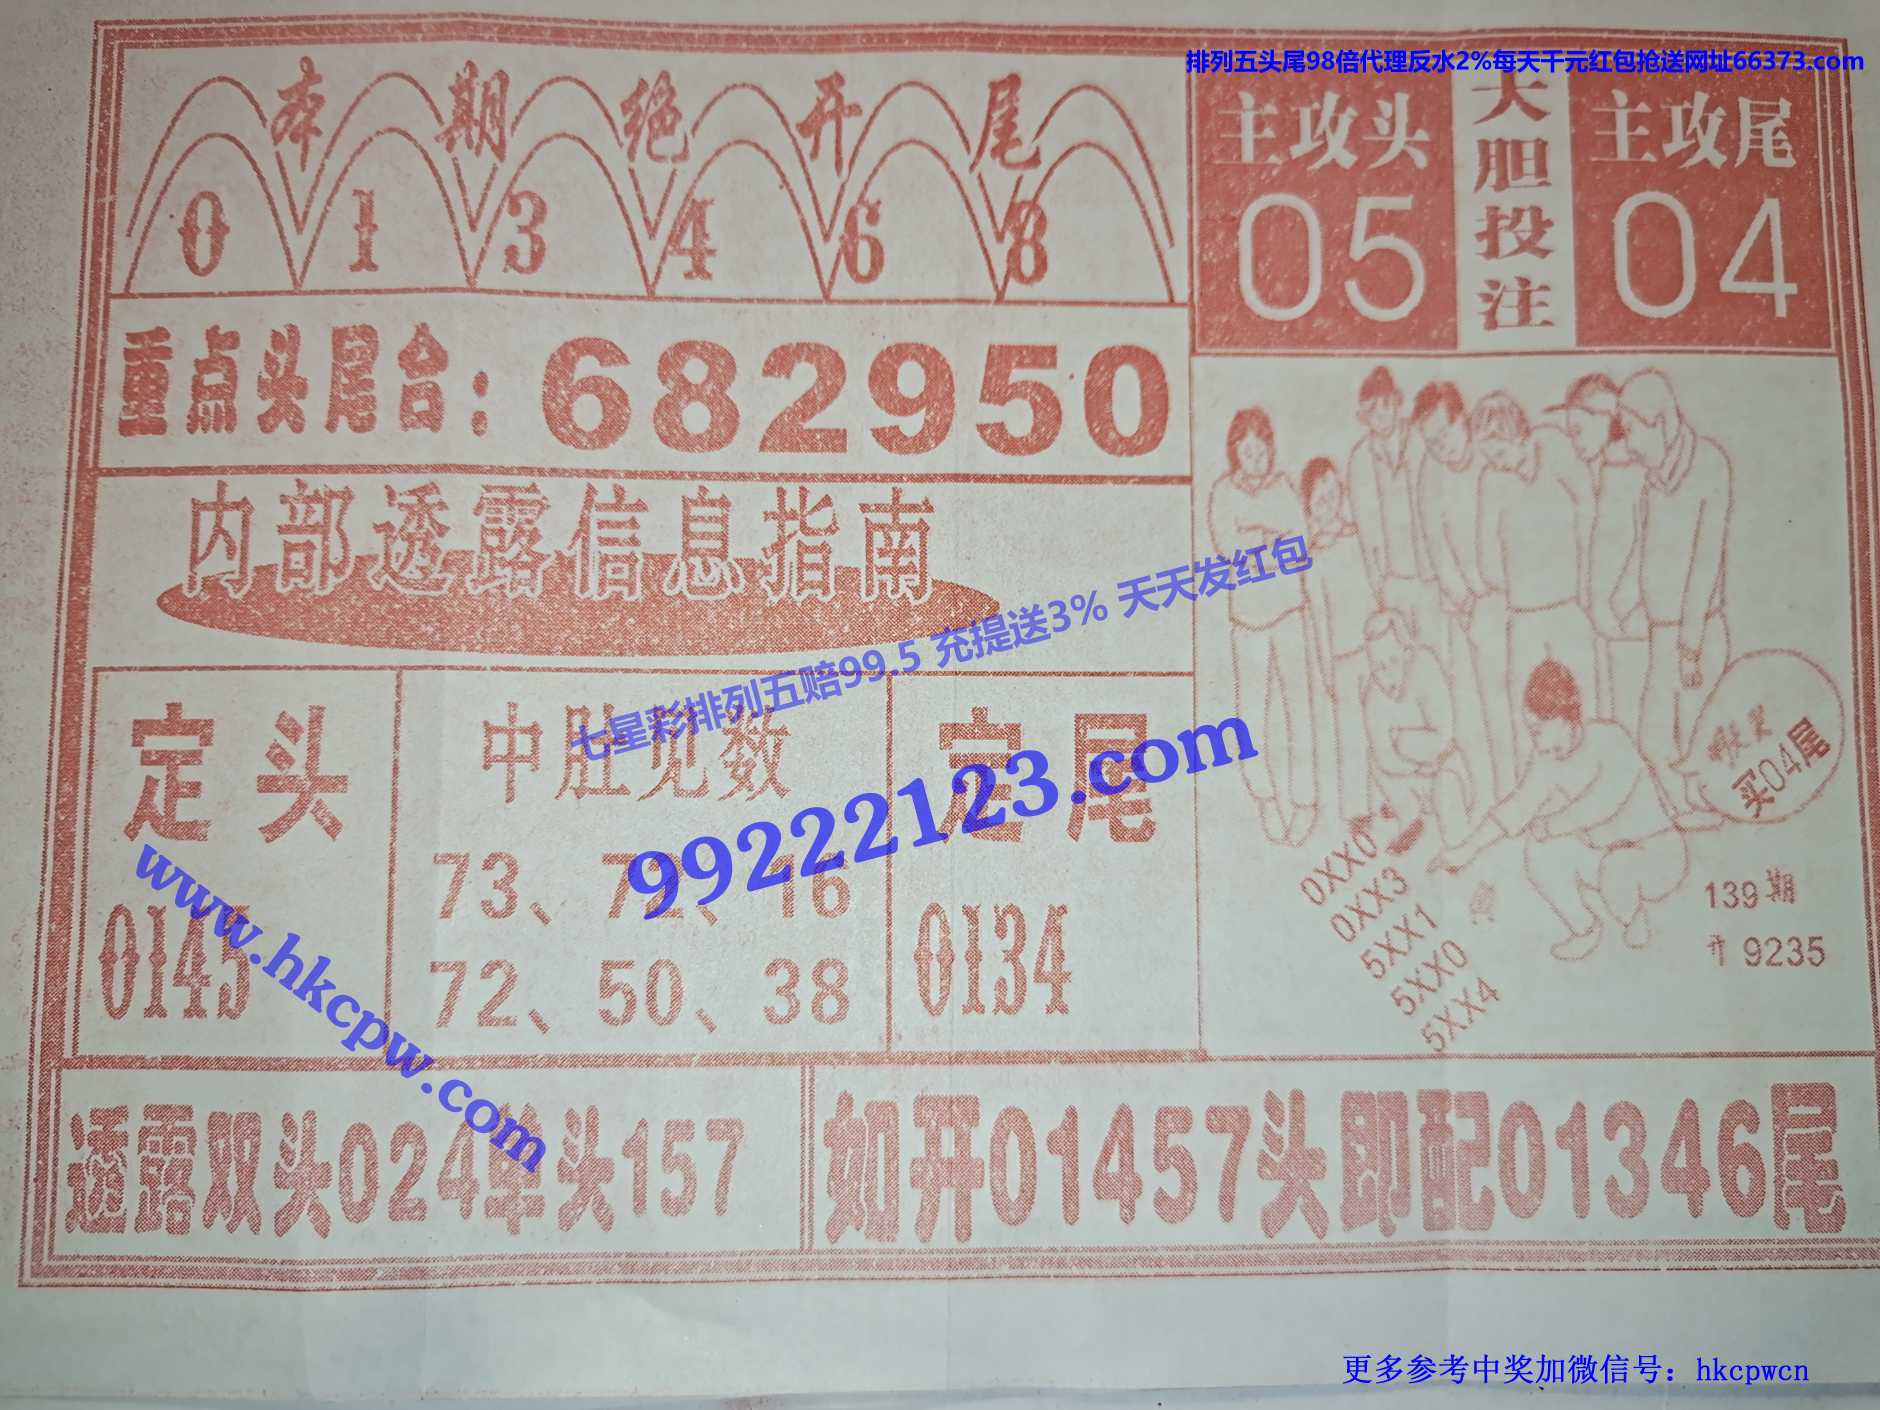 排列五头尾98倍代理反水2%每天千元红包抢送网址66373.com
本期绝开尾
0 1 3 4 6 8
主攻头
05
大胆投注
主攻尾
04
重点头尾台：682950
内部透露信息指南
七星彩排列五赔99.5 充提送3% 天天发红包
99222123.com
定头
0145
中肚见数
73、72、16
72、50、38
定尾
0134
买04尾
0XX0
0XX3
5XX1
5XX0
5XX4
139期
开 9235
www.hkcpw.com
透露双头024单头157
如开01457头即配01346尾
更多参考中奖加微信号：hkcpwcn